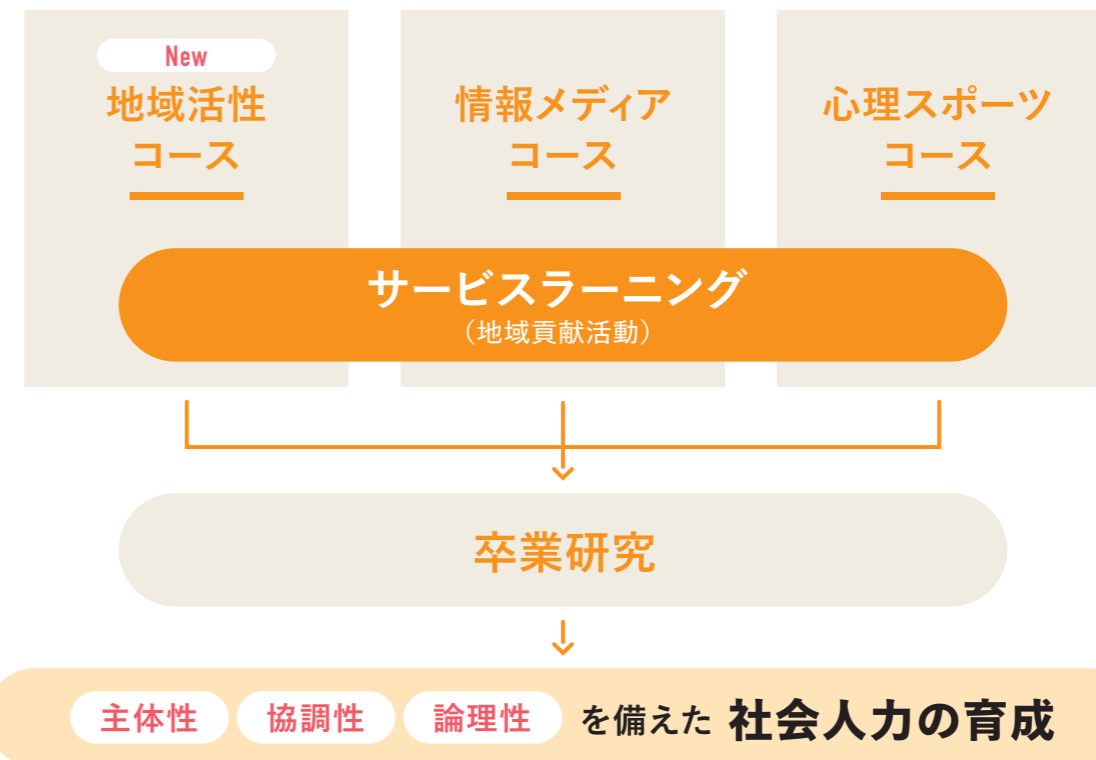 New
地域活性
コース
情報メディア
コース
心理スポーツ
コース
サービスラーニング
（地域貢献活動）
卒業研究
主体性 協調性 論理性 を備えた 社会人力の育成